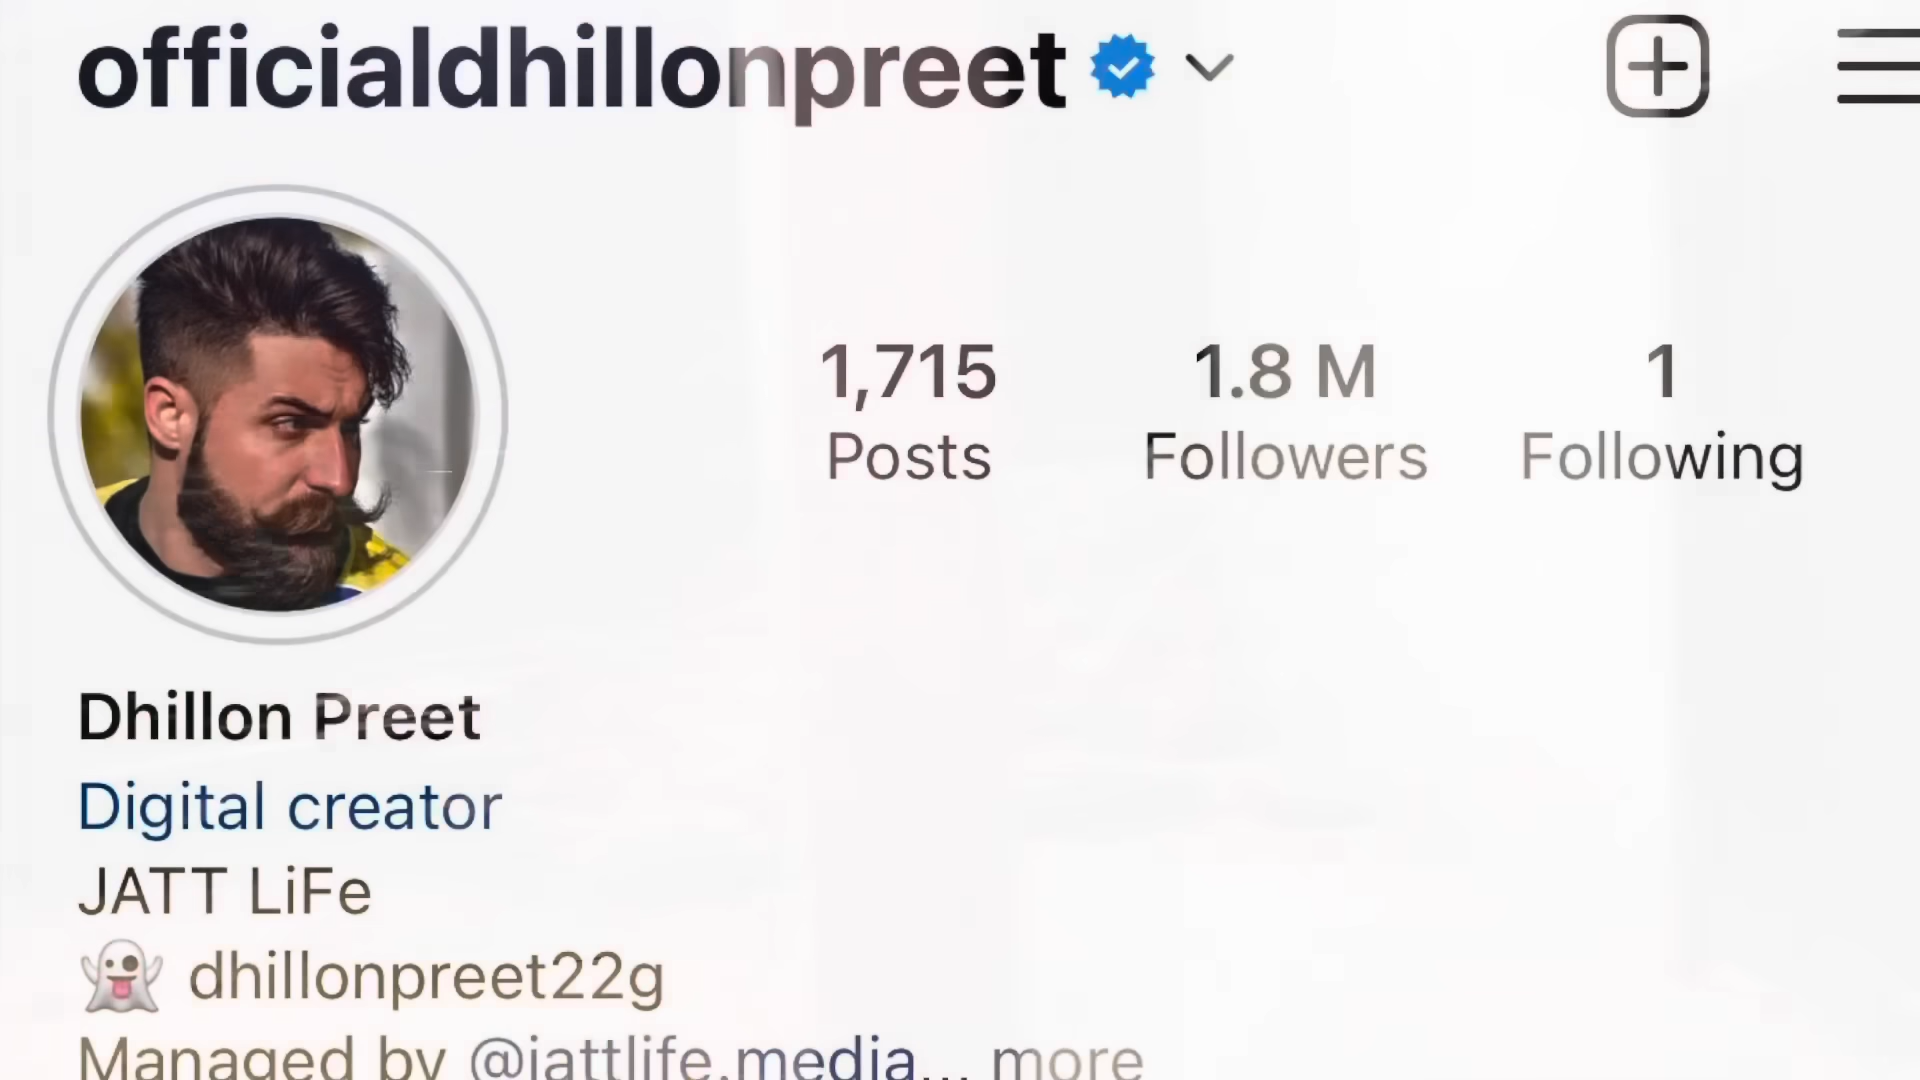 officialdhillonpreet
1,715 1.8 M 1
Posts Followers Following
Dhillon Preet
Digital creator
JATT LiFe
dhillonpreet22g
Managed by @jattlife.media... more